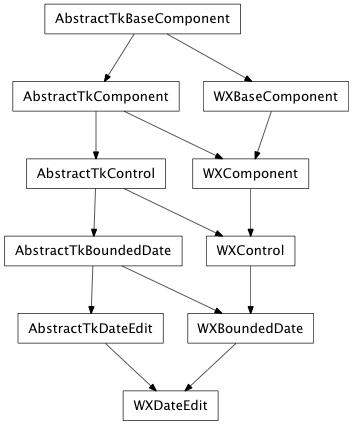 AbstractTkBaseComponent
AbstractTkComponent
WXBaseComponent
AbstractTkControl
WXComponent
AbstractTkBoundedDate
WXControl
AbstractTkDateEdit
WXBoundedDate
WXDateEdit